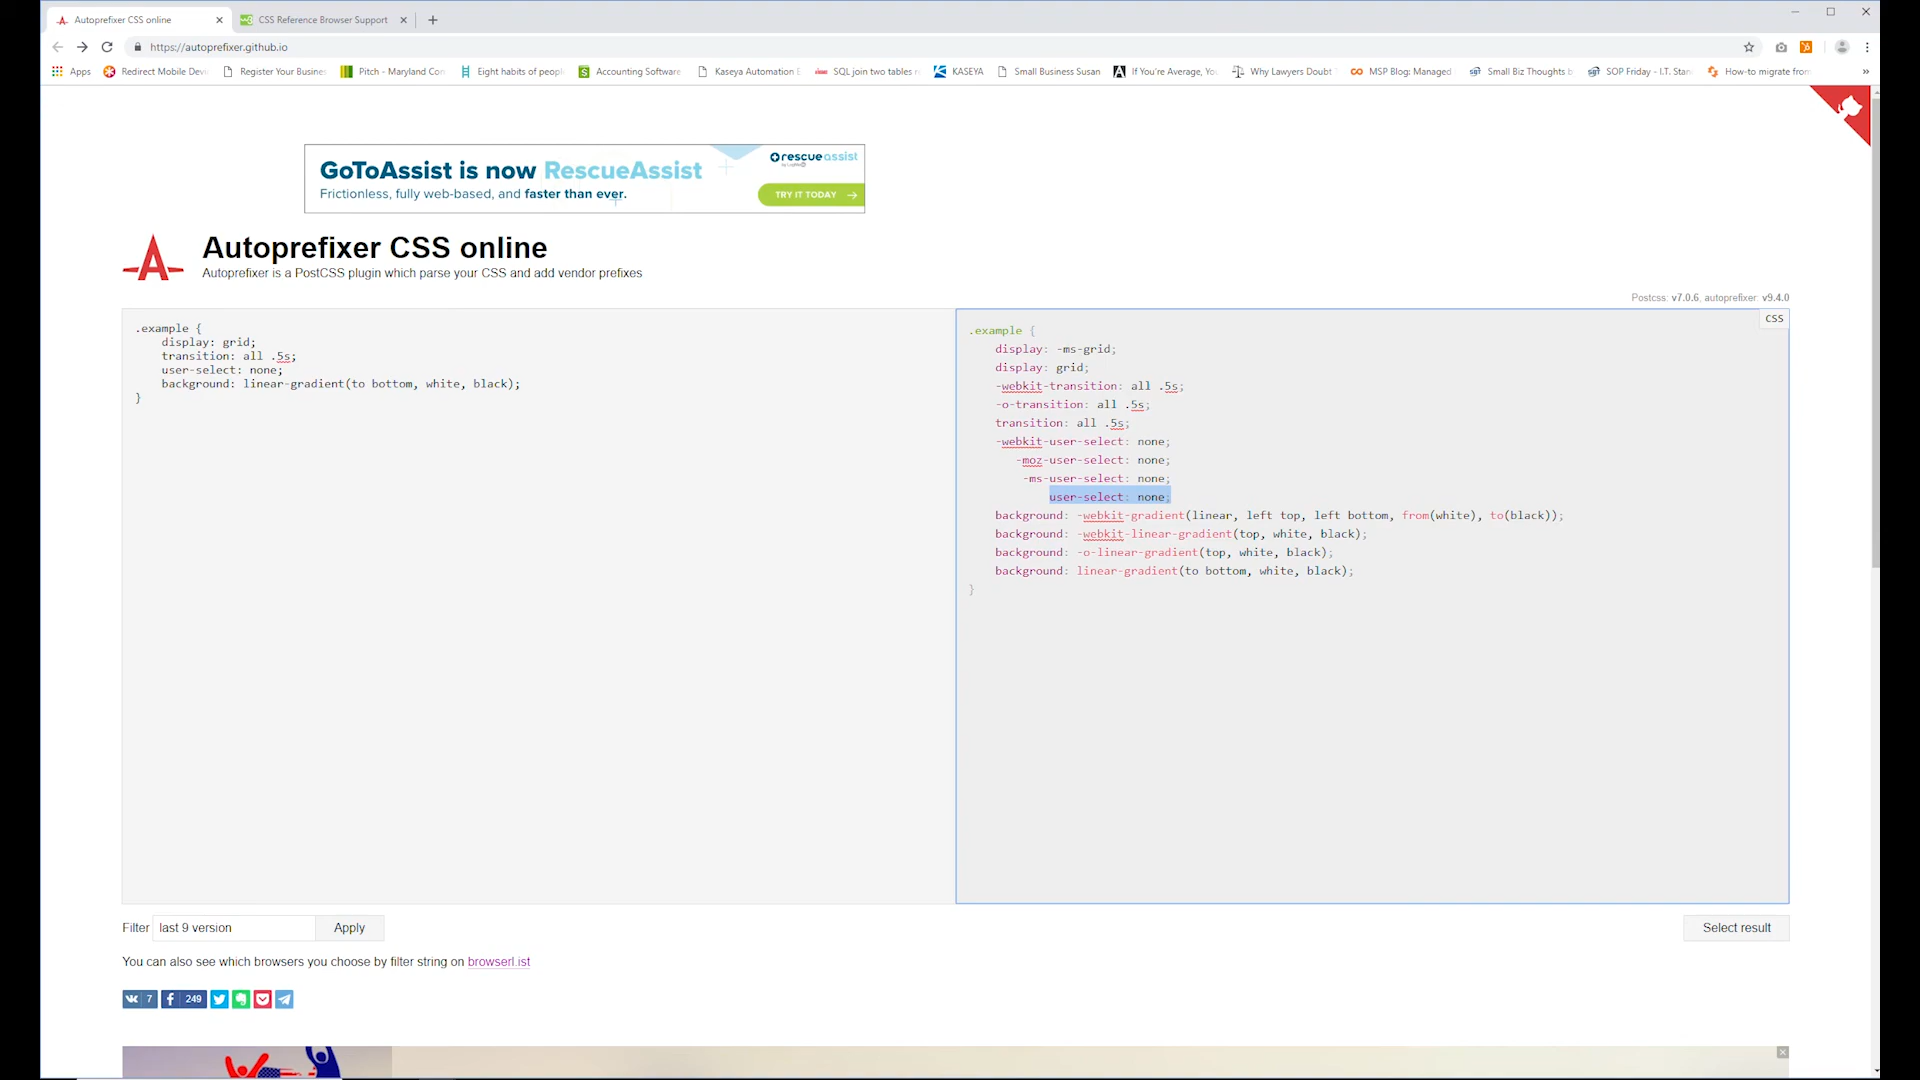 Autoprefixer CSS online
CSS Reference Browser Support
https://autoprefixer.github.io
Apps
Redirect Mobile Dev
Register Your Busines
Pitch - Maryland Con
Eight habits of people
Accounting Software
Kaseya Automation E
SQL join two tables
KASEYA
Small Business Susan
If You're Average, Yo
Why Lawyers Doubt
MSP Blog: Managed
Small Biz Thoughts b
SOP Friday - I.T. Stan
How-to migrate from
GoToAssist is now RescueAssist
Frictionless, fully web-based, and faster than ever.
rescueassist
TRY IT TODAY
Autoprefixer CSS online
Autoprefixer is a PostCSS plugin which parse your CSS and add vendor prefixes
Postcss: v7.0.6, autoprefixer: v9.4.0
.example {
display: grid;
transition: all .5s;
user-select: none;
background: linear-gradient(to bottom, white, black);
}
CSS
.example {
display: -ms-grid;
display: grid;
-webkit-transition: all .5s;
-o-transition: all .5s;
transition: all .5s;
-webkit-user-select: none;
-moz-user-select: none;
-ms-user-select: none;
user-select: none;
background: -webkit-gradient(linear, left top, left bottom, from(white), to(black));
background: -webkit-linear-gradient(top, white, black);
background: -o-linear-gradient(top, white, black);
background: linear-gradient(to bottom, white, black);
}
Filter last 9 version Apply
Select result
You can also see which browsers you choose by filter string on browserl.ist
7
249